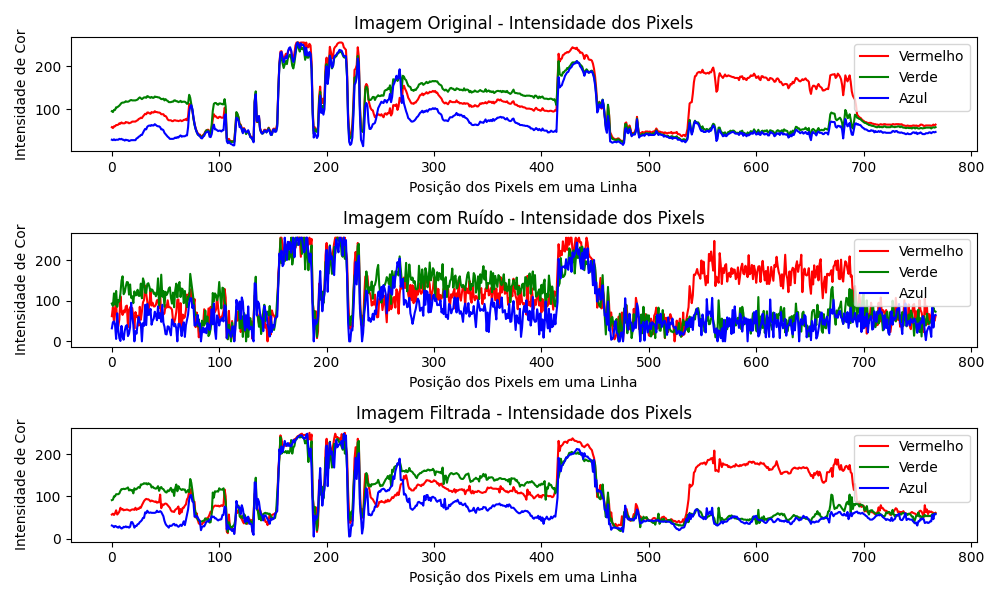 Imagem Original - Intensidade dos Pixels
Intensidade de Cor
200
100
Vermelho
Verde
Azul
0 100 200 300 400 500 600 700 800
Posição dos Pixels em uma Linha
Imagem com Ruído - Intensidade dos Pixels
Intensidade de Cor
200
100
0
Vermelho
Verde
Azul
0 100 200 300 400 500 600 700 800
Posição dos Pixels em uma Linha
Imagem Filtrada - Intensidade dos Pixels
Intensidade de Cor
200
100
0
Vermelho
Verde
Azul
0 100 200 300 400 500 600 700 800
Posição dos Pixels em uma Linha